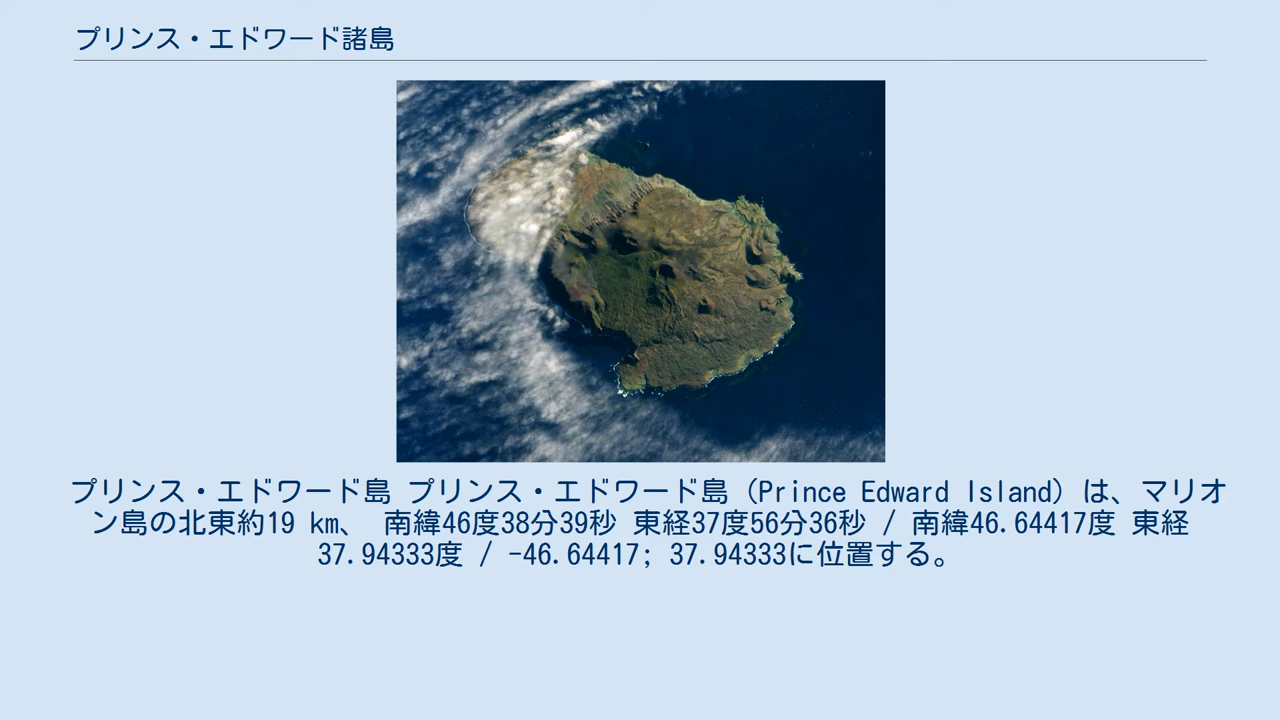 プリンス・エドワード諸島
プリンス・エドワード島 プリンス・エドワード島 (Prince Edward Island) は、マリオ
ン島の北東約19 km、 南緯46度38分39秒 東経37度56分36秒 / 南緯46.64417度 東経
37.94333度 / -46.64417; 37.94333に位置する。